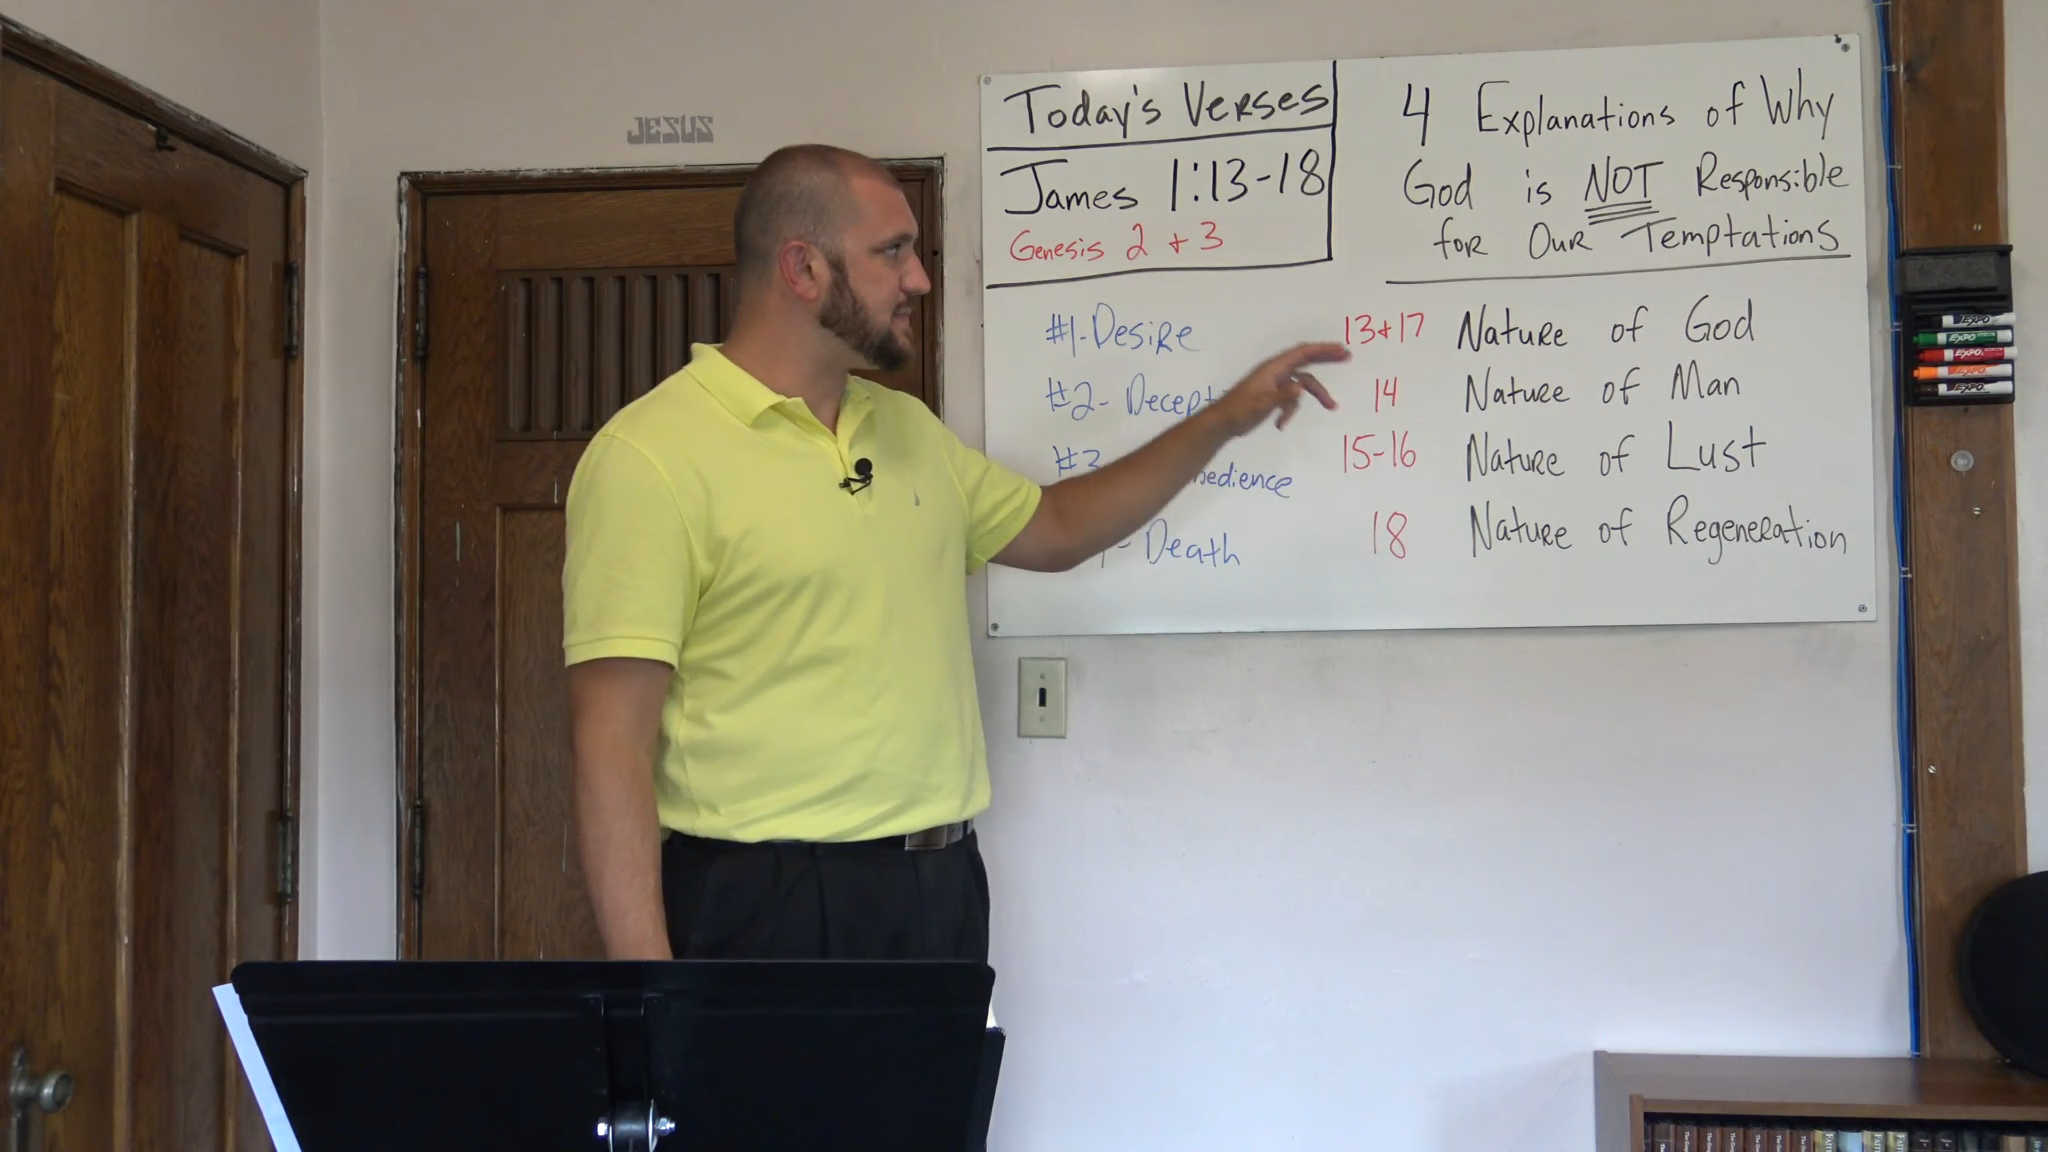 JESUS
Today's Verses
James 1:13-18
Genesis 2 + 3
4 Explanations of Why
God is NOT Responsible
for Our Temptations
#1-Desire
#2-
#3
- Death
13+17 Nature of God
14 Nature of Man
15-16 Nature of Lust
18 Nature of Regeneration
EXPO
EXPO
EXPO
EXPO
EXPO